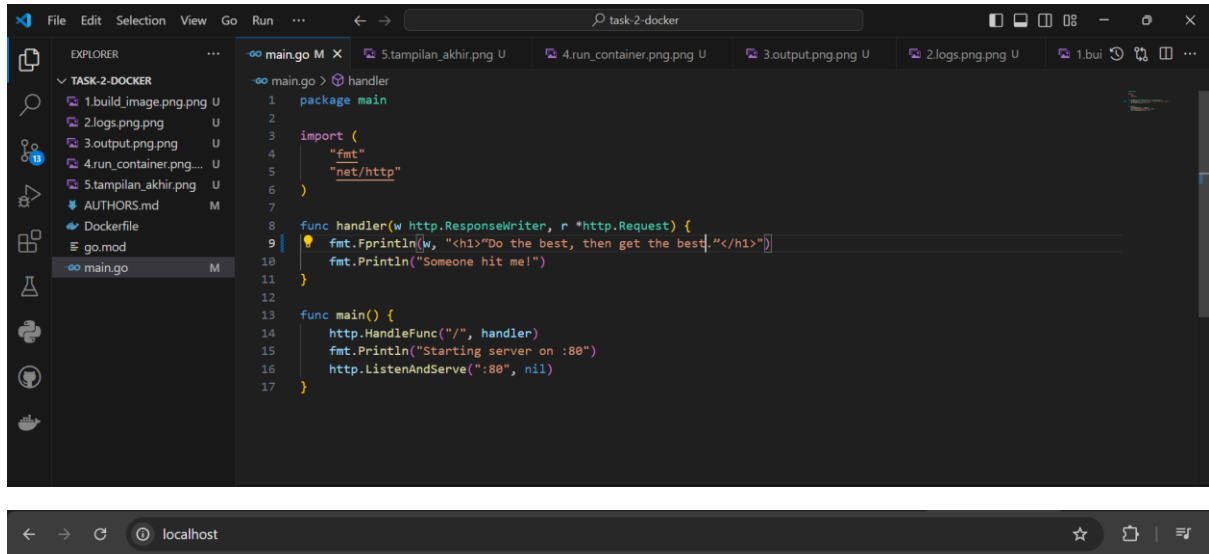 File Edit Selection View Go Run ··· task-2-docker
EXPLORER ···
main.go M 5.tampilan_akhir.png U 4.run_container.png.png U 3.output.png.png U 2.logs.png.png U 1.bui ···
TASK-2-DOCKER
1.build_image.png.png U
2.logs.png.png U
3.output.png.png U
4.run_container.png.... U
5.tampilan_akhir.png U
AUTHORS.md M
Dockerfile
go.mod
main.go M
13
main.go > handler
1 package main
2
3 import (
4 "fmt"
5 "net/http"
6 )
7
8 func handler(w http.ResponseWriter, r *http.Request) {
9 fmt.Fprintln(w, "<h1>“Do the best, then get the best.”</h1>")
10 fmt.Println("Someone hit me!")
11 }
12
13 func main() {
14 http.HandleFunc("/", handler)
15 fmt.Println("Starting server on :80")
16 http.ListenAndServe(":80", nil)
17 }
localhost